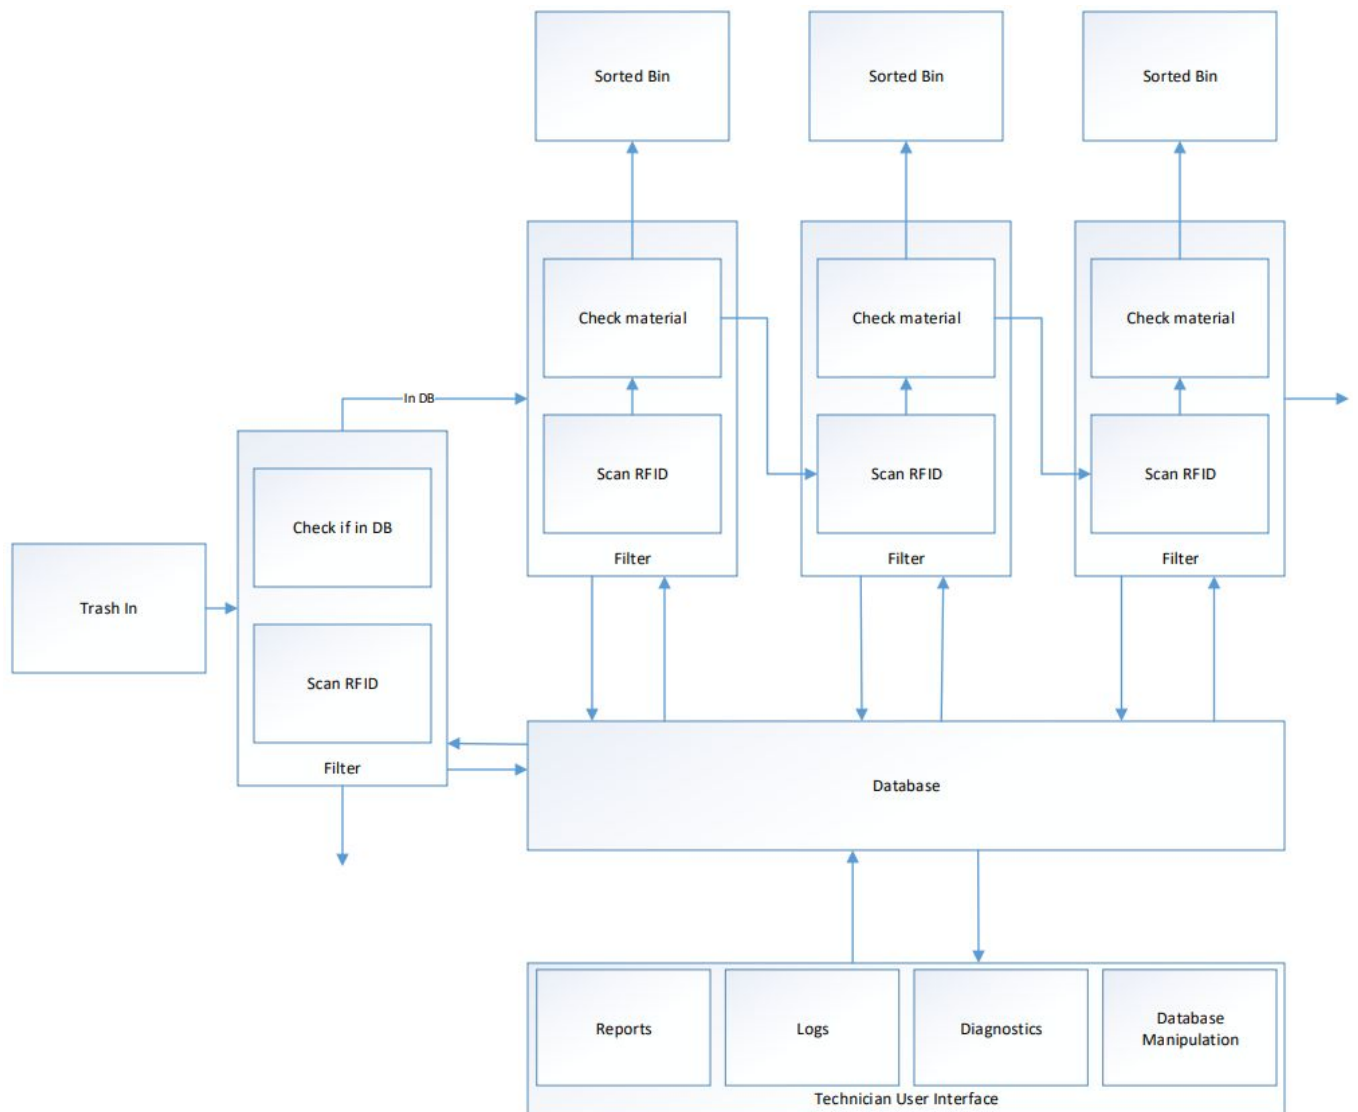 Sorted Bin
Sorted Bin
Sorted Bin
Check material
Check material
Check material
In DB
Scan RFID
Scan RFID
Scan RFID
Check if in DB
Filter
Filter
Filter
Trash In
Scan RFID
Filter
Database
Reports
Logs
Diagnostics
Database
Manipulation
Technician User Interface